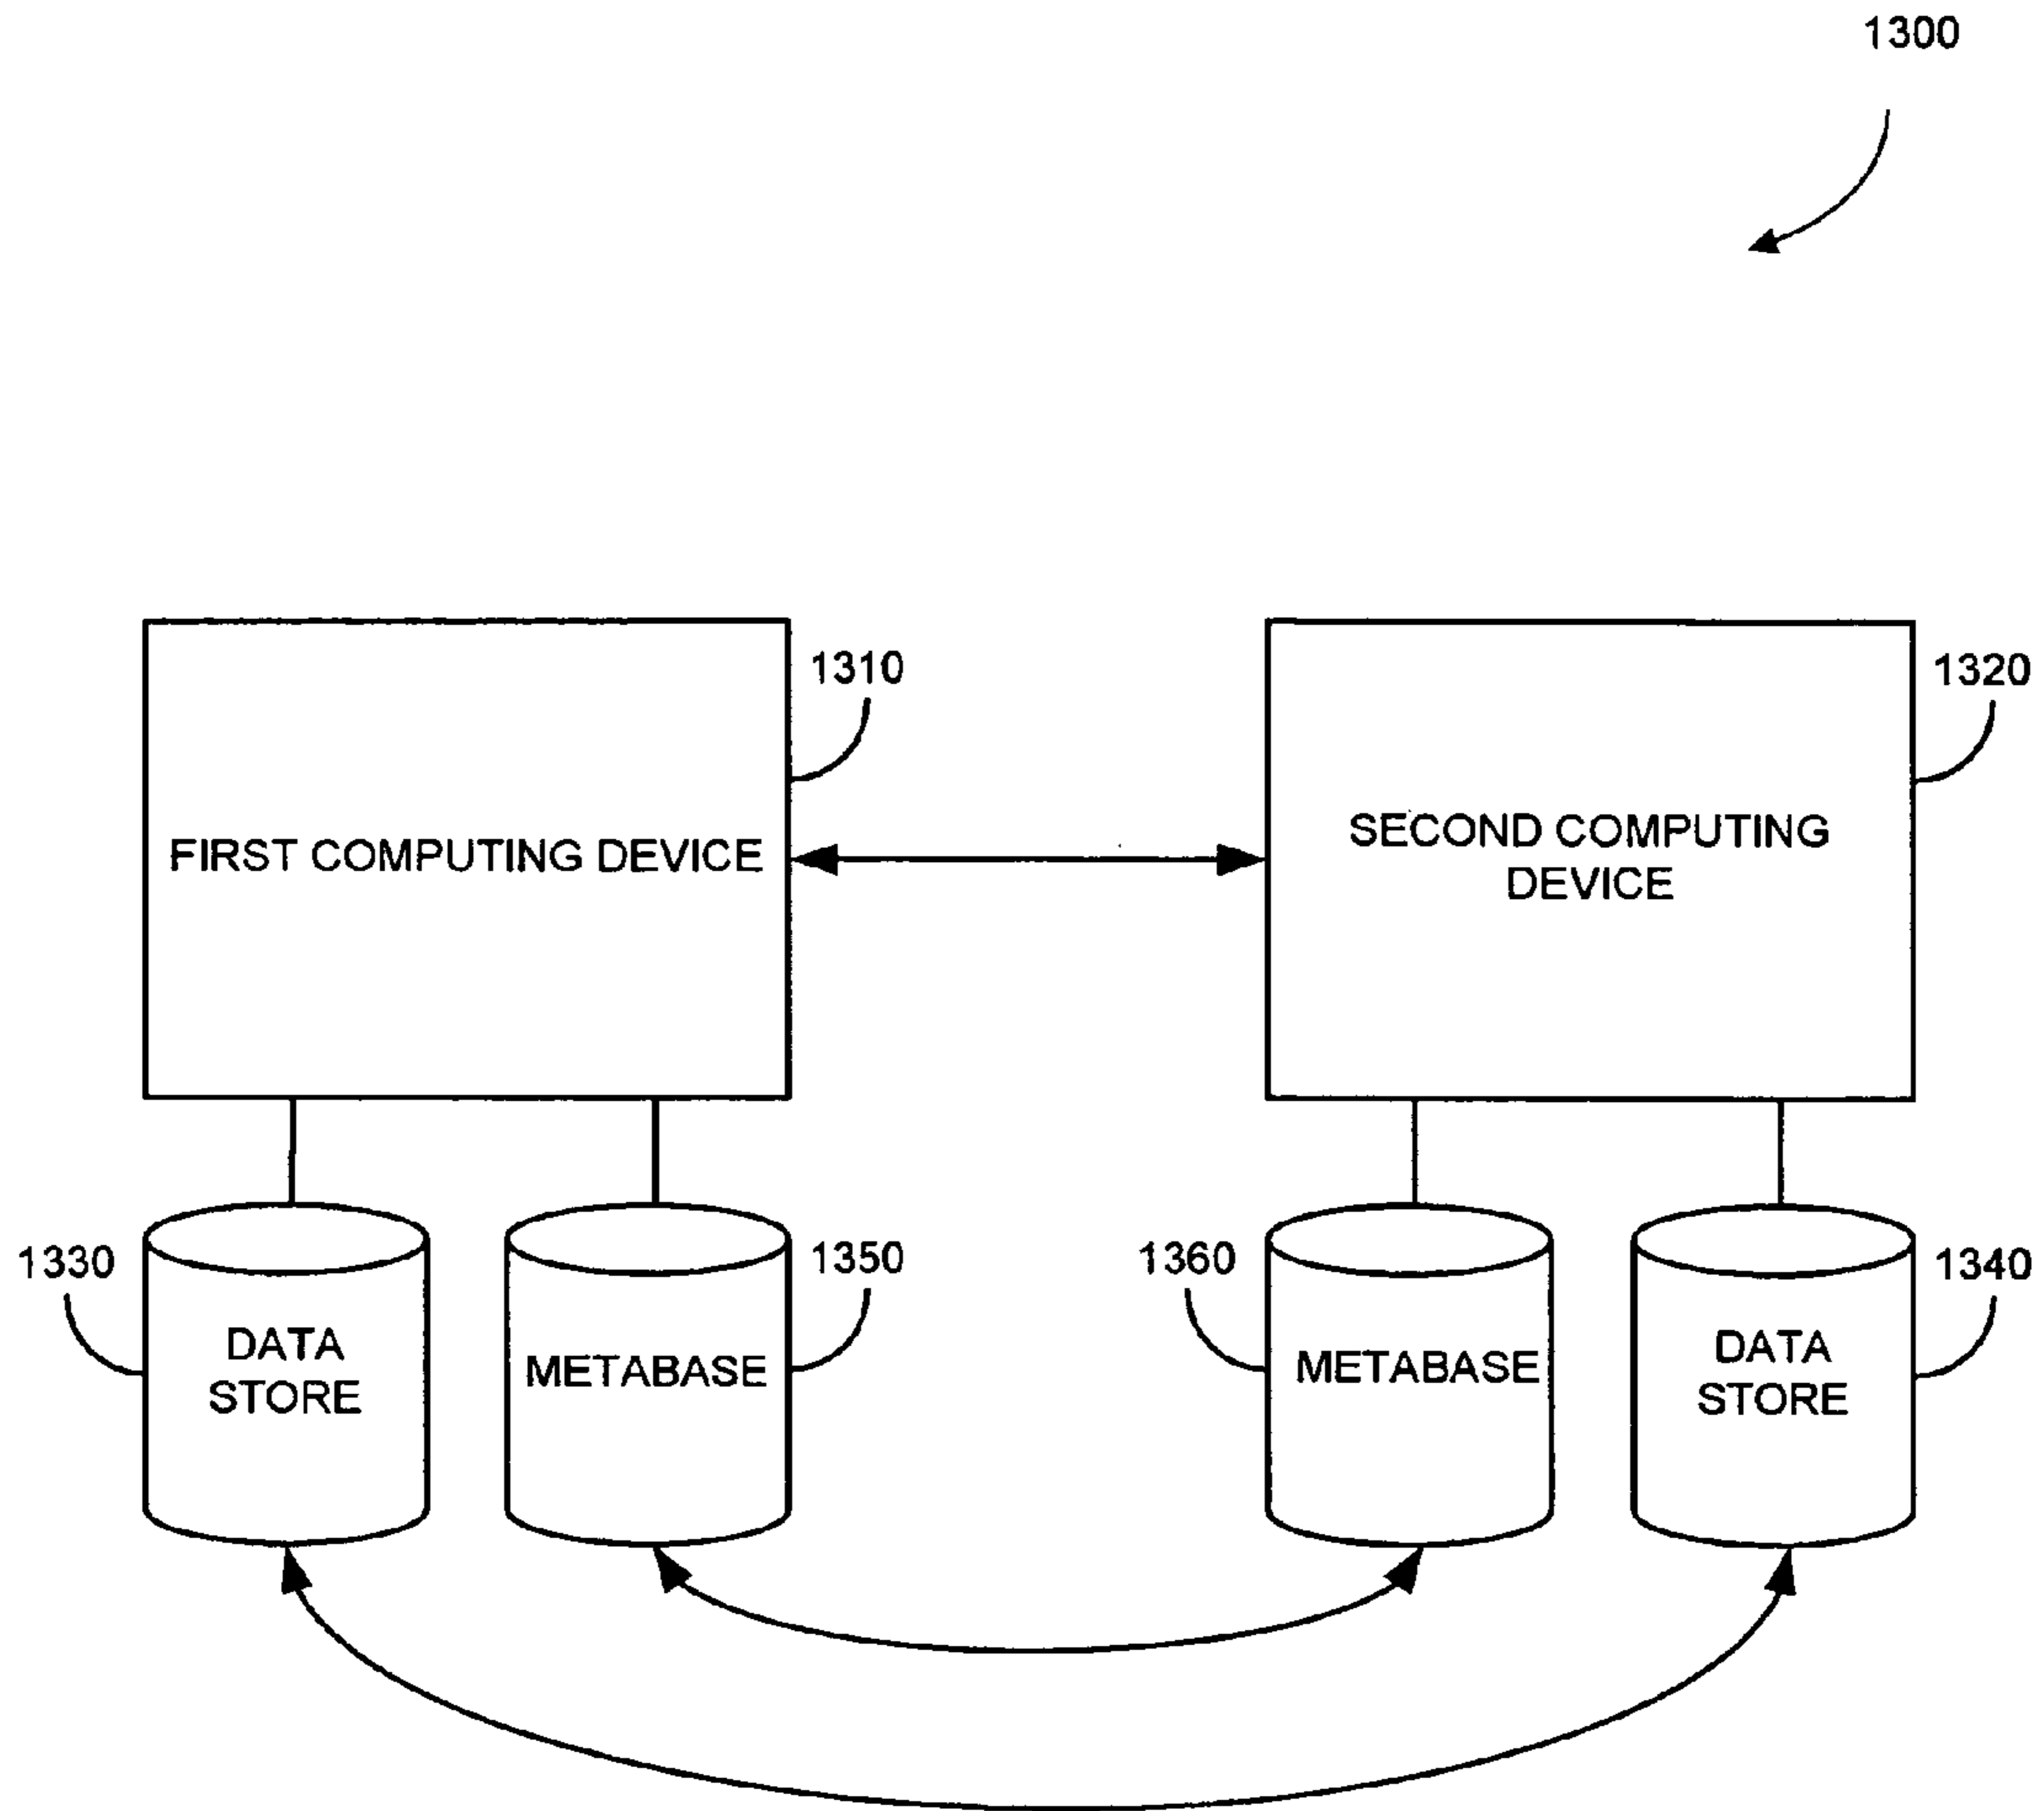 1300
1310
1320
FIRST COMPUTING DEVICE
SECOND COMPUTING
DEVICE
1330
1350
1360
1340
DATA
STORE
METABASE
METABASE
DATA
STORE